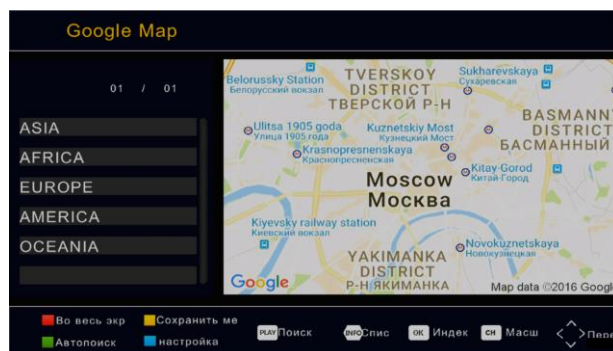 Google Map
01 / 01
ASIA
AFRICA
EUROPE
AMERICA
OCEANIA
Belorussky Station
Белорусский вокзал
TVERSKOY
DISTRICT
ТВЕРСКОЙ Р-Н
Sukharevskaya
Сухаревская
BASMANN
DISTRICT
БАСМАННЫЙ
Ulitsa 1905 goda
Улица 1905 года
Kuznetskiy Most
Кузнецкий Мост
Krasnopresnenskaya
Краснопресненская
Kitay-Gorod
Китай-Город
Moscow
Москва
Kiyevsky railway station
Киевский вокзал
Novokuznetskaya
Новокузнецкая
YAKIMANKA
DISTRICT
Р-Н ЯКИМАНКА
Google
Map data ©2016 Googl
Во весь экр
Сохранить ме
PLAY Поиск
INFO Спис
OK Индек
CH Масш
Пере
Автопоиск
настройка